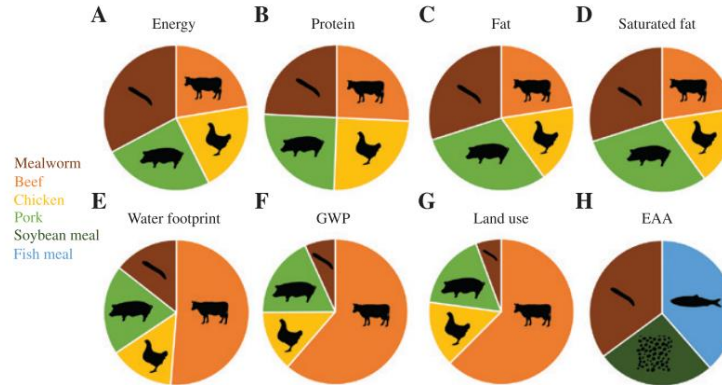 A Energy
B Protein
C Fat
D Saturated fat
Mealworm
Beef
Chicken
Pork
Soybean meal
Fish meal
E Water footprint
F GWP
G Land use
H EAA